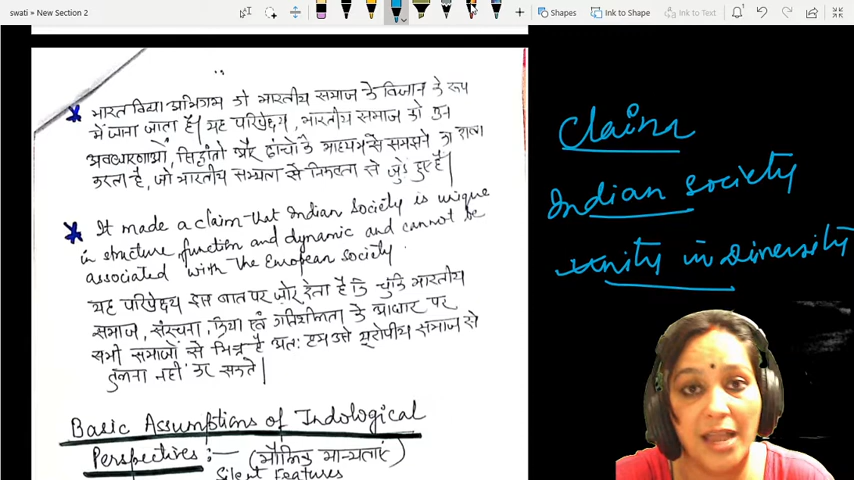 swati » New Section 2
Shapes
Ink to Shape
Ink to Text
भारत विद्या अभिगम को भारतीय समाज के विज्ञान के रूप
में जाना जाता है। यह परिप्रेक्ष्य, भारतीय समाज को उन
अवधारणाओं, सिद्धांतो और ढांचों के माध्यम से समझने का दावा
करता है, जो भारतीय सभ्यता से निकटता से जुड़े हुए हैं।
It made a claim that Indian Society is unique
in structure, function and dynamic and cannot be
associated with the European society.
यह परिप्रेक्ष्य इस बात पर ज़ोर देता है कि चूंकि भारतीय
समाज, संरचना, क्रिया एवं गतिशीलता के आधार पर
सभी समाजों से भिन्न है अत: हम उसे यूरोपीय समाज से
तुलना नहीं कर सकते।
Basic Assumptions of Indological
Perspectives :— (मौलिक मान्यताएं)
Silent Features
Claims
Indian society
Unity in Diversity